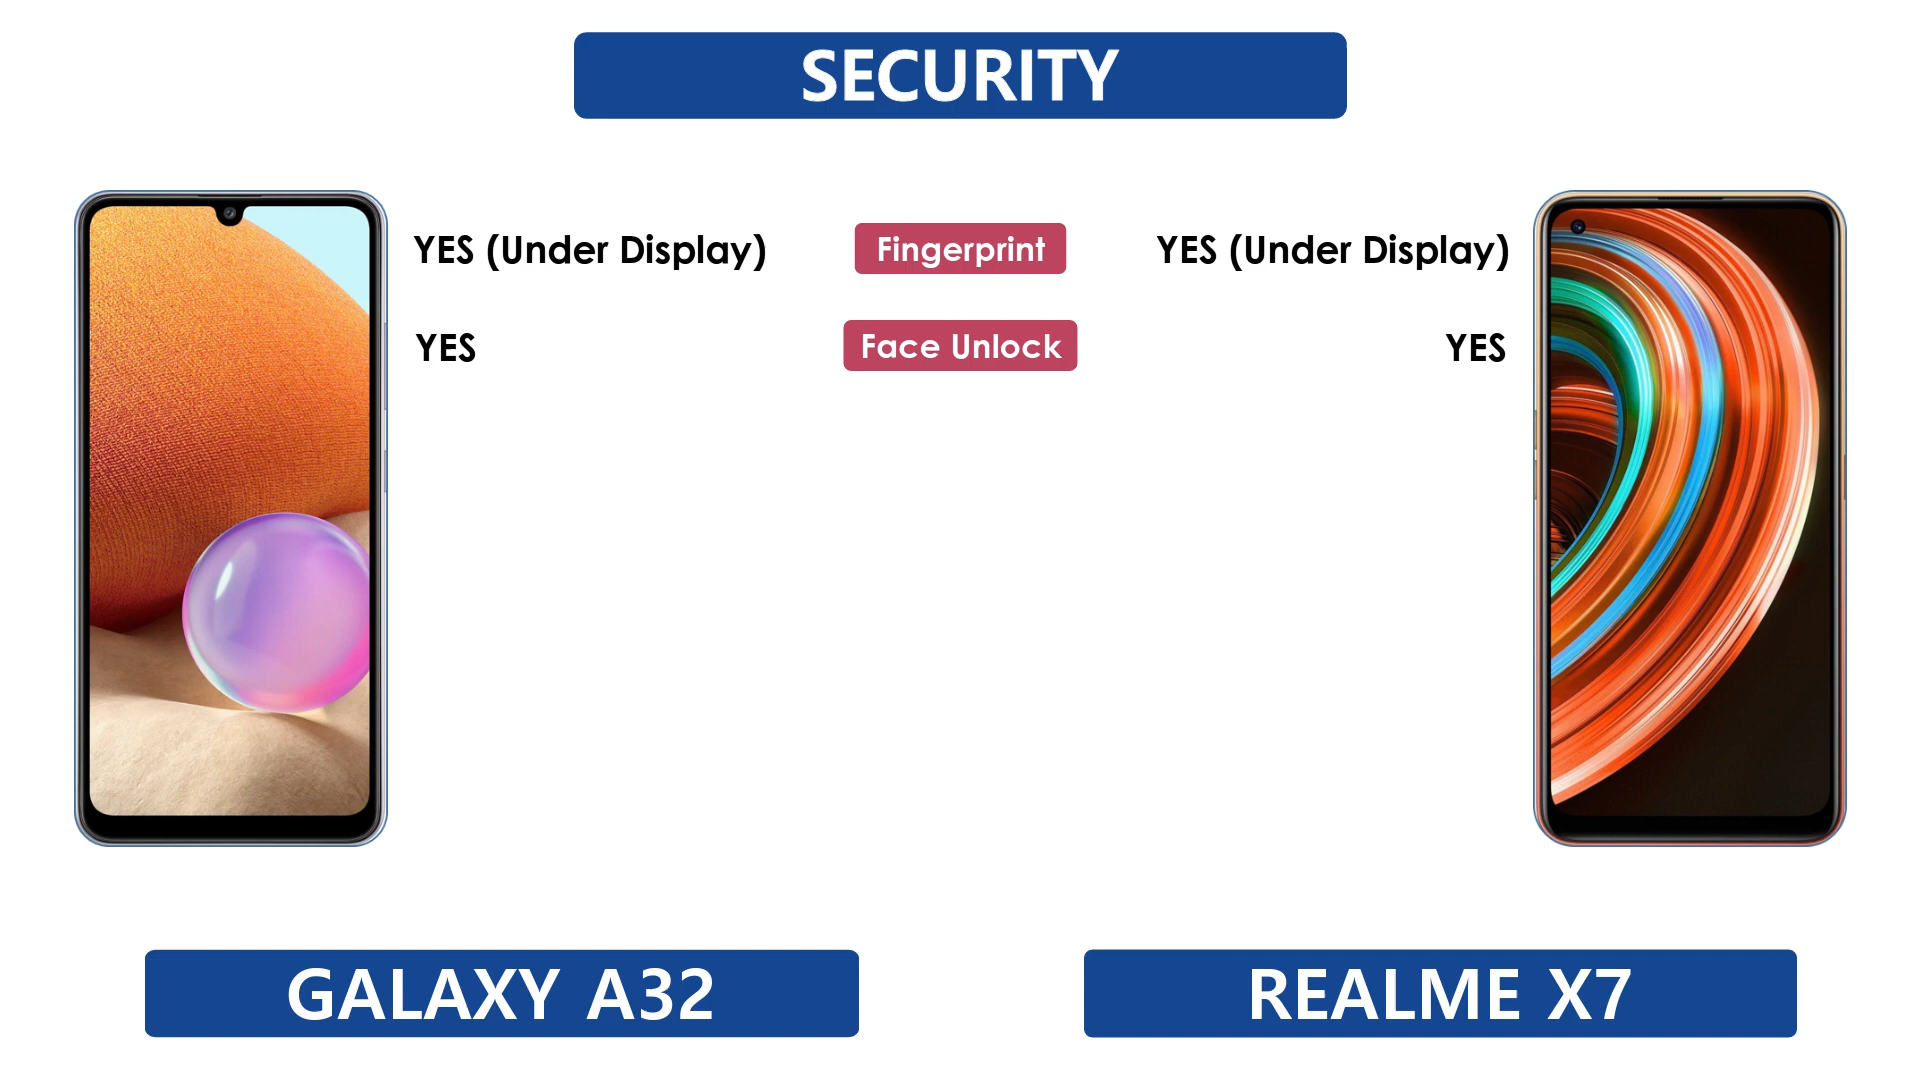 SECURITY
YES (Under Display) Fingerprint YES (Under Display)
YES Face Unlock YES
GALAXY A32 REALME X7